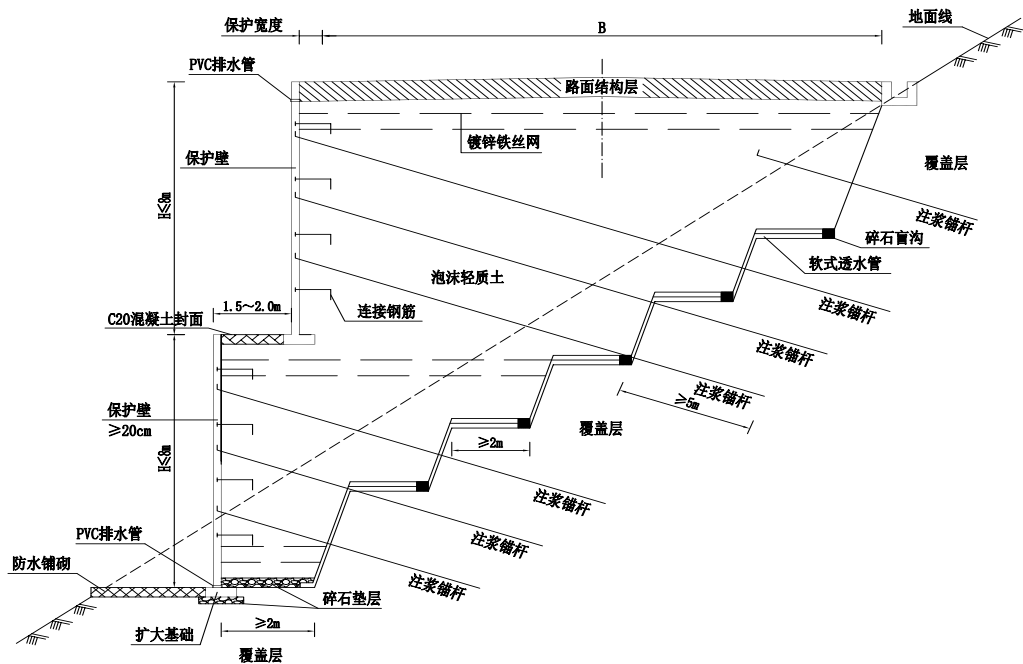 地面线
保护宽度
B
PVC排水管
路面结构层
镀锌铁丝网
保护壁
覆盖层
H≤8m
注浆锚杆
碎石盲沟
软式透水管
泡沫轻质土
1.5～2.0m
连接钢筋
注浆锚杆
C20混凝土封面
注浆锚杆
注浆锚杆
≥5m
保护壁
≥20cm
覆盖层
≥2m
H≤8m
注浆锚杆
PVC排水管
注浆锚杆
防水铺砌
注浆锚杆
碎石垫层
扩大基础
≥2m
覆盖层